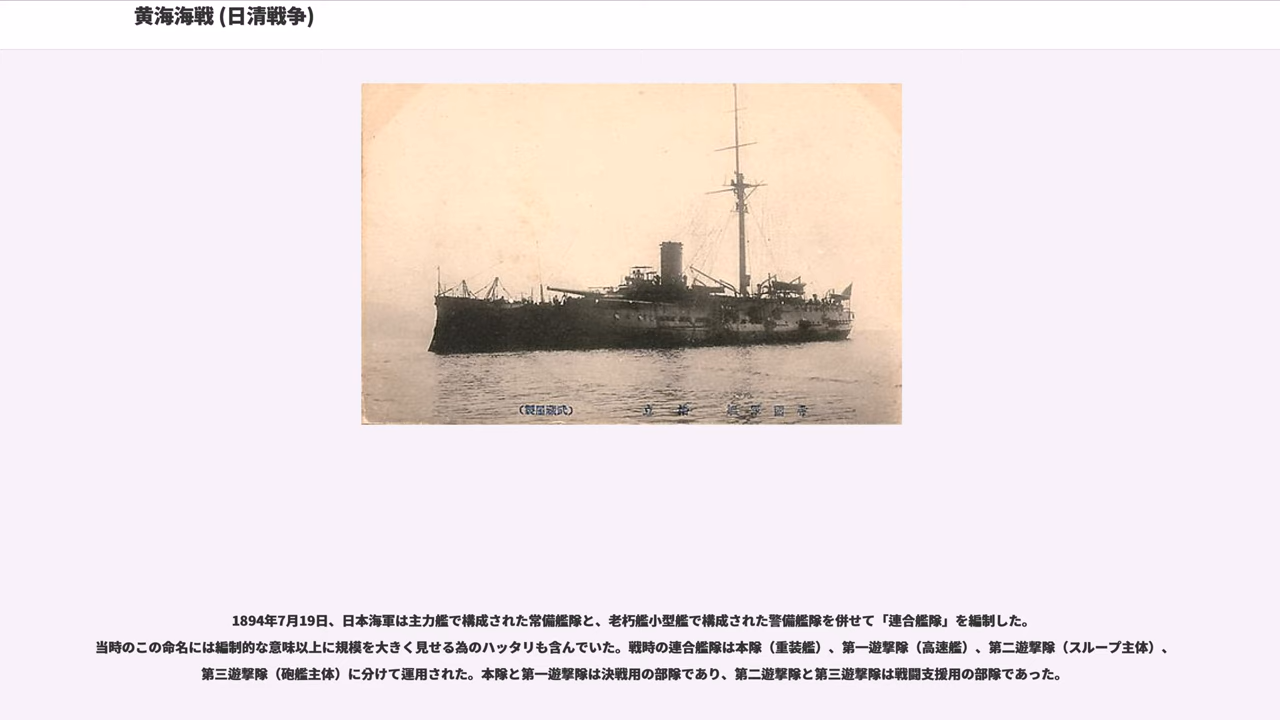 黄海海戦 (日清戦争)
(武蔵屋製) 立 橋 艦 軍 國 帝
1894年7月19日、日本海軍は主力艦で構成された常備艦隊と、老朽艦小型艦で構成された警備艦隊を併せて「連合艦隊」を編制した。
当時のこの命名には編制的な意味以上に規模を大きく見せる為のハッタリも含んでいた。戦時の連合艦隊は本隊（重装艦）、第一遊撃隊（高速艦）、第二遊撃隊（スループ主体）、
第三遊撃隊（砲艦主体）に分けて運用された。本隊と第一遊撃隊は決戦用の部隊であり、第二遊撃隊と第三遊撃隊は戦闘支援用の部隊であった。